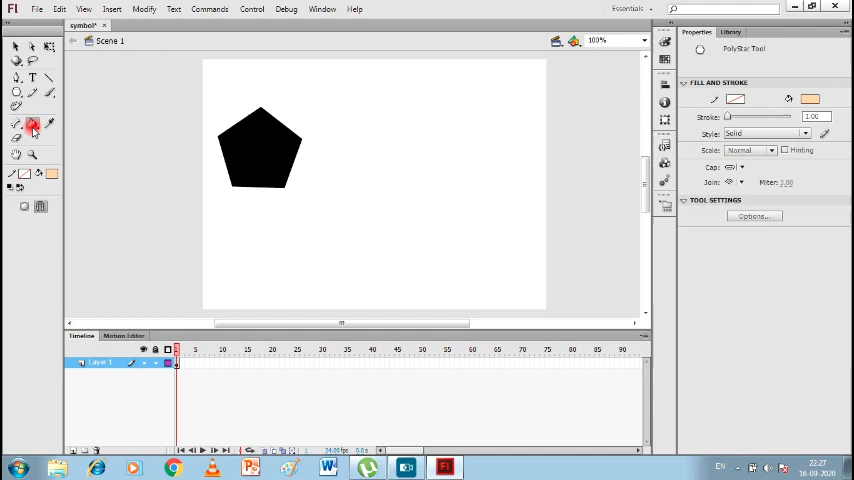 Fl File Edit View Insert Modify Text Commands Control Debug Window Help Essentials
symbol* ×
Scene 1 100%
Properties Library
PolyStar Tool
FILL AND STROKE
Stroke: 1.00
Style: Solid
Scale: Normal Hinting
Cap:
Join: Miter: 3.00
TOOL SETTINGS
Options...
Timeline Motion Editor
5 10 15 20 25 30 35 40 45 50 55 60 65 70 75 80 85 90
Layer 1
24.00 fps 0.0 s
W Fl EN 22:27
16-09-2020